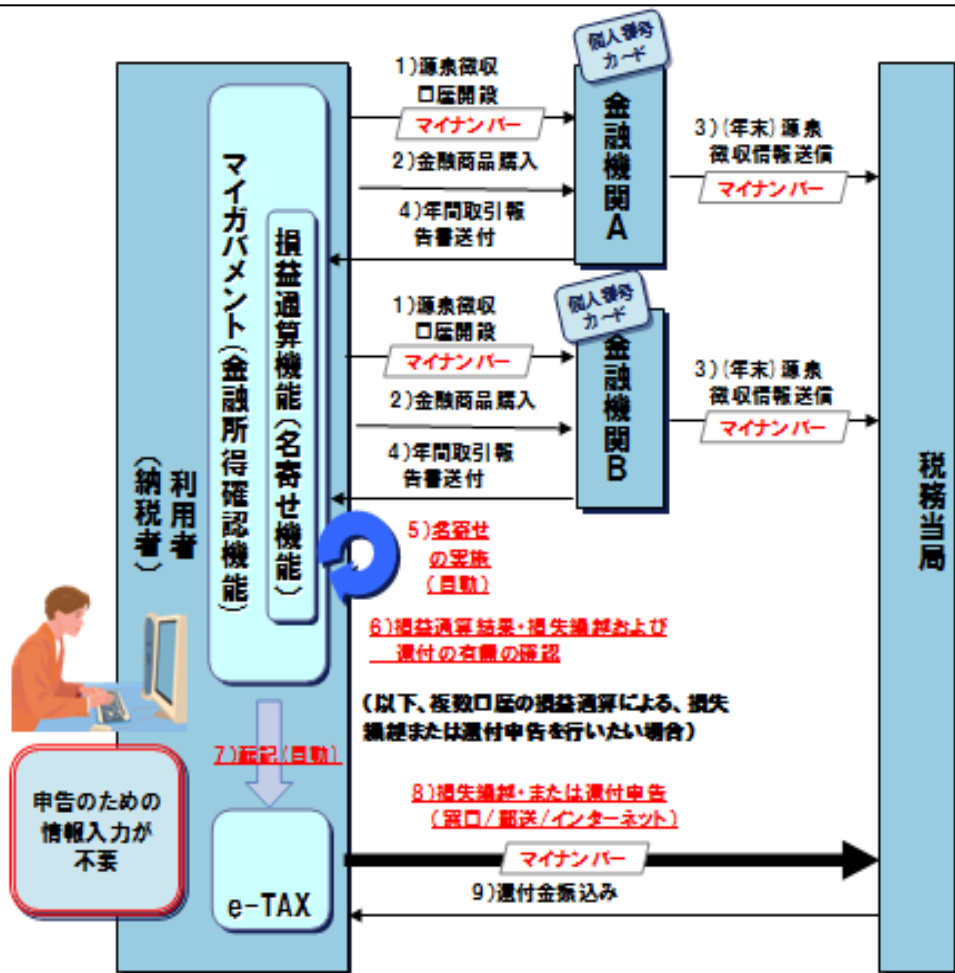 個人番号
カード
1)源泉徴収
口座開設
マイナンバー
2)金融商品購入
4)年間取引報
告書送付
金融機関A
3)(年末)源泉
徴収情報送信
マイナンバー
個人番号
カード
1)源泉徴収
口座開設
マイナンバー
2)金融商品購入
4)年間取引報
告書送付
金融機関B
3)(年末)源泉
徴収情報送信
マイナンバー
税務当局
利用者
(納税者)
マイガバメント(金融所得確認機能)
損益通算機能(名寄せ機能)
5)名寄せ
の実施
(自動)
6)損益通算結果・損失繰越および
還付の有無の確認
(以下、複数口座の損益通算による、損失
繰越または還付申告を行いたい場合)
7)転記(自動)
8)損失繰越・または還付申告
(窓口/郵送/インターネット)
マイナンバー
9)還付金振込み
申告のための
情報入力が
不要
e-TAX